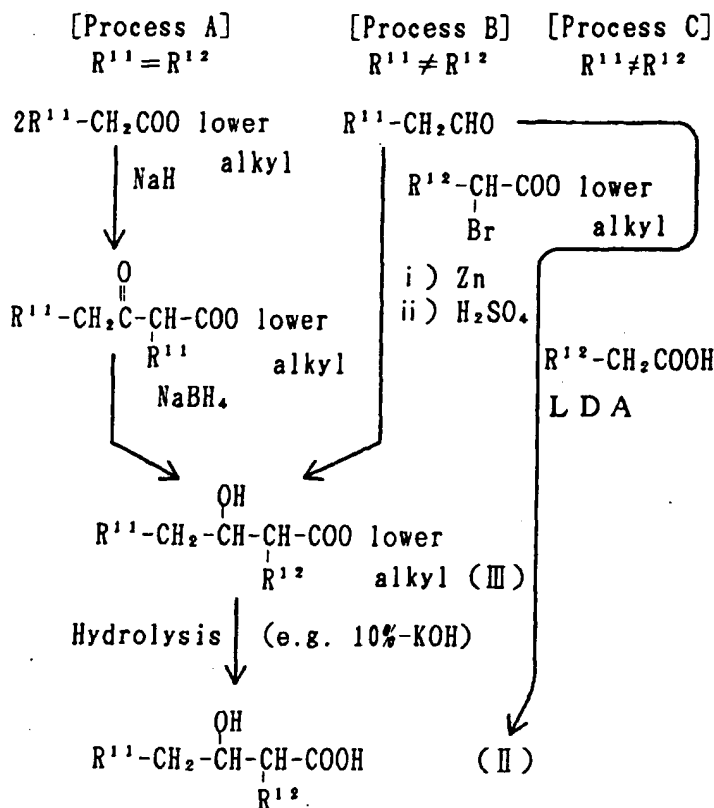 [Process A] [Process B] [Process C]
R¹¹=R¹² R¹¹≠R¹² R¹¹≠R¹²
2R¹¹-CH₂COO lower alkyl
R¹¹-CH₂CHO
NaH
R¹²-CH-COO lower alkyl
Br
i) Zn
ii) H₂SO₄
O
R¹¹-CH₂C-CH-COO lower alkyl
R¹¹
NaBH₄
R¹²-CH₂COOH
LDA
OH
R¹¹-CH₂-CH-CH-COO lower alkyl (III)
R¹²
Hydrolysis (e.g. 10%-KOH)
OH
R¹¹-CH₂-CH-CH-COOH (II)
R¹²